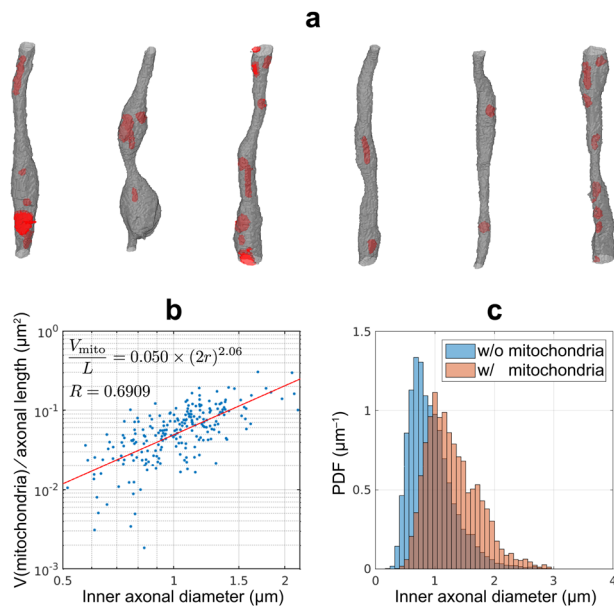 a
b
V(mitochondria)/axonal length (μm²)
10⁰
10⁻¹
10⁻²
10⁻³
V_mito/L = 0.050 × (2r)^2.06
R = 0.6909
0.5
1
1.5
2
Inner axonal diameter (μm)
c
PDF (μm⁻¹)
1.5
1
0.5
0
w/o mitochondria
w/ mitochondria
0
1
2
3
4
Inner axonal diameter (μm)